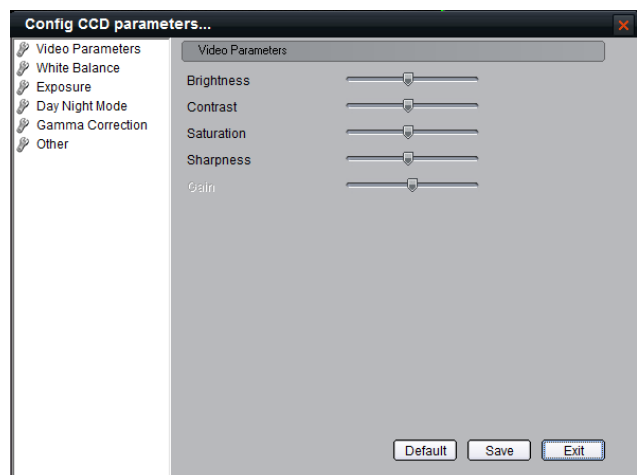 Config CCD parameters...
Video Parameters
White Balance
Exposure
Day Night Mode
Gamma Correction
Other
Video Parameters
Brightness
Contrast
Saturation
Sharpness
Gain
Default
Save
Exit